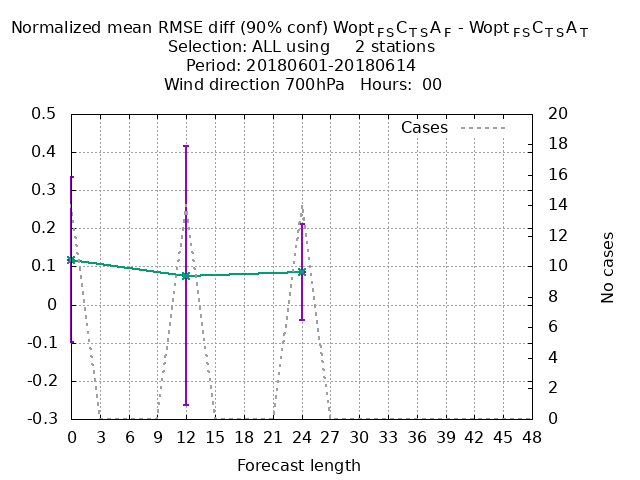 Normalized mean RMSE diff (90% conf) Wopt FS C TS A F - Wopt FS C TS A T
Selection: ALL using     2 stations
Period: 20180601-20180614
Wind direction 700hPa   Hours:  00
Cases
0.5
0.4
0.3
0.2
0.1
0
-0.1
-0.2
-0.3
20
18
16
14
12
10
8
6
4
2
0
No cases
0 3 6 9 12 15 18 21 24 27 30 33 36 39 42 45 48
Forecast length